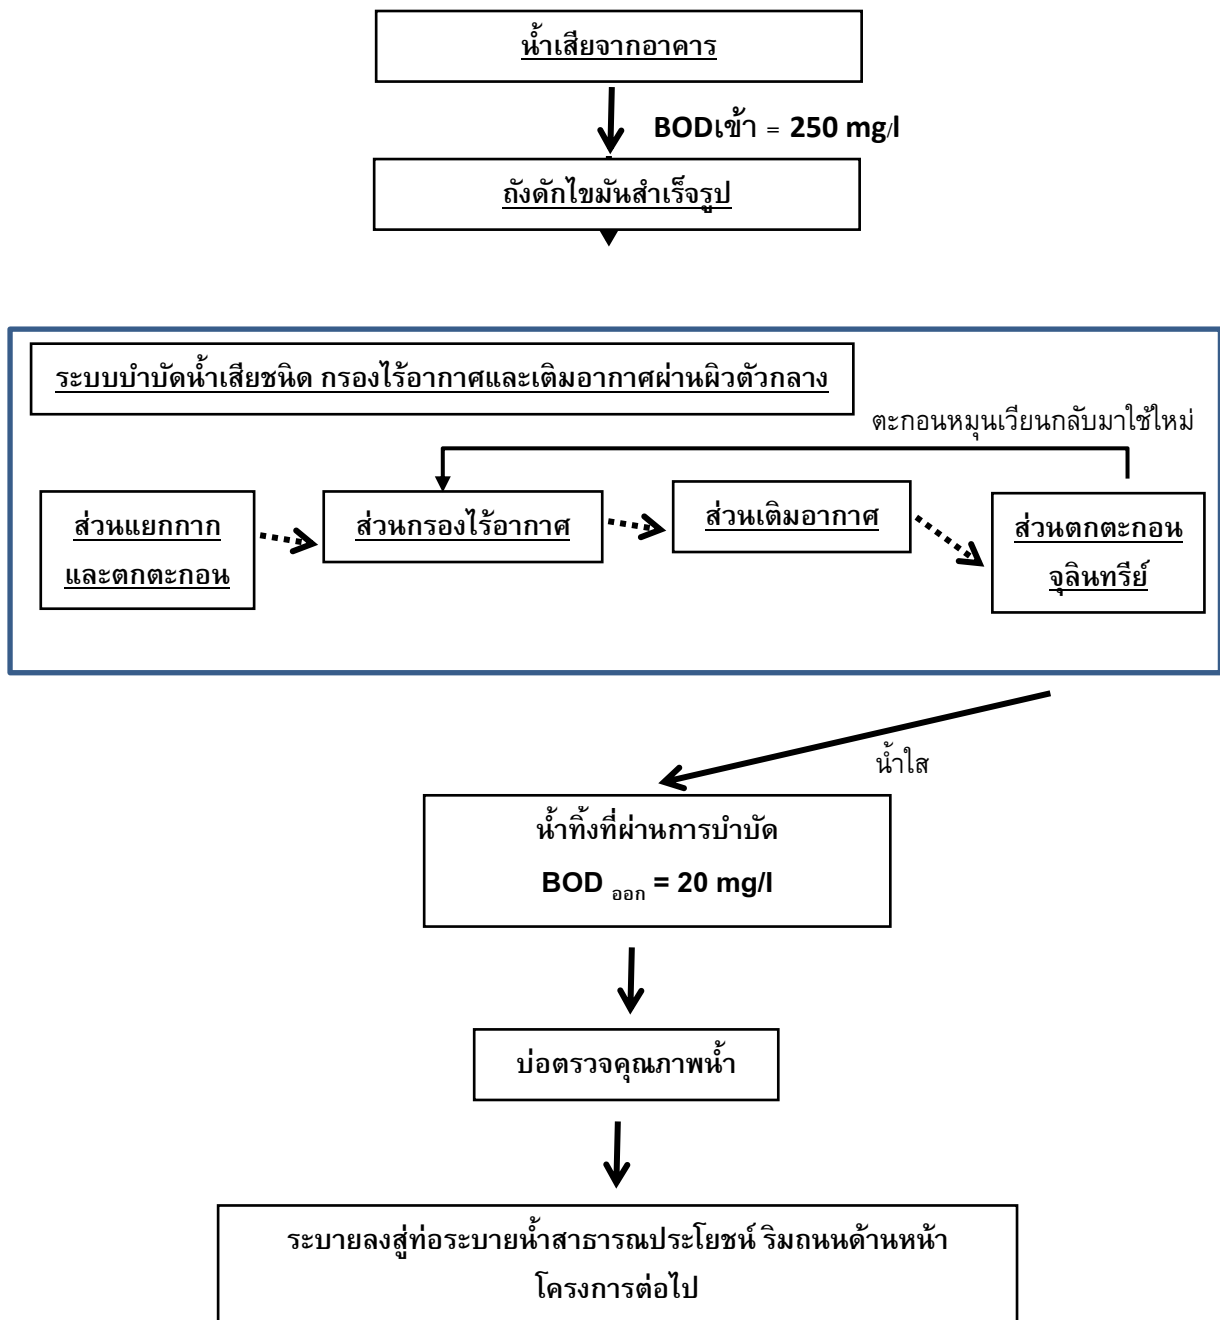 น้ำเสียจากอาคาร
BODเข้า = 250 mg/l
ถังดักไขมันสำเร็จรูป
ระบบบำบัดน้ำเสียชนิด กรองไร้อากาศและเติมอากาศผ่านผิวตัวกลาง
ตะกอนหมุนเวียนกลับมาใช้ใหม่
ส่วนแยกกาก
และตกตะกอน
ส่วนกรองไร้อากาศ
ส่วนเติมอากาศ
ส่วนตกตะกอน
จุลินทรีย์
น้ำใส
น้ำทิ้งที่ผ่านการบำบัด
BOD ออก = 20 mg/l
บ่อตรวจคุณภาพน้ำ
ระบายลงสู่ท่อระบายน้ำสาธารณประโยชน์ ริมถนนด้านหน้า
โครงการต่อไป